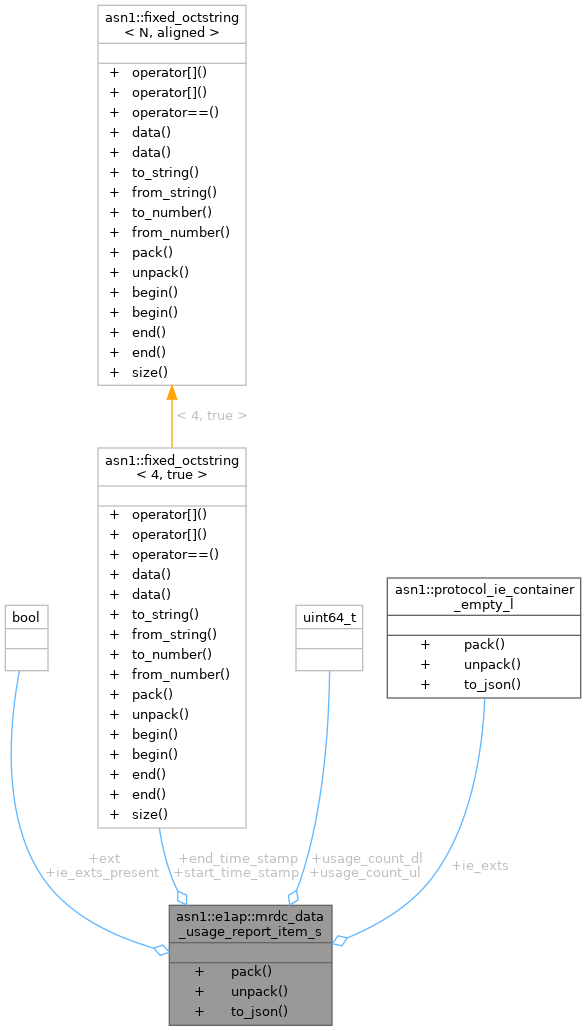 asn1::fixed_octstring
< N, aligned >
+ operator[]()
+ operator[]()
+ operator==()
+ data()
+ data()
+ to_string()
+ from_string()
+ to_number()
+ from_number()
+ pack()
+ unpack()
+ begin()
+ begin()
+ end()
+ end()
+ size()
< 4, true >
asn1::fixed_octstring
< 4, true >
+ operator[]()
+ operator[]()
+ operator==()
+ data()
+ data()
+ to_string()
+ from_string()
+ to_number()
+ from_number()
+ pack()
+ unpack()
+ begin()
+ begin()
+ end()
+ end()
+ size()
bool
uint64_t
asn1::protocol_ie_container
_empty_l
+ pack()
+ unpack()
+ to_json()
+ext
+ie_exts_present
+end_time_stamp
+start_time_stamp
+usage_count_dl
+usage_count_ul
+ie_exts
asn1::e1ap::mrdc_data
_usage_report_item_s
+ pack()
+ unpack()
+ to_json()